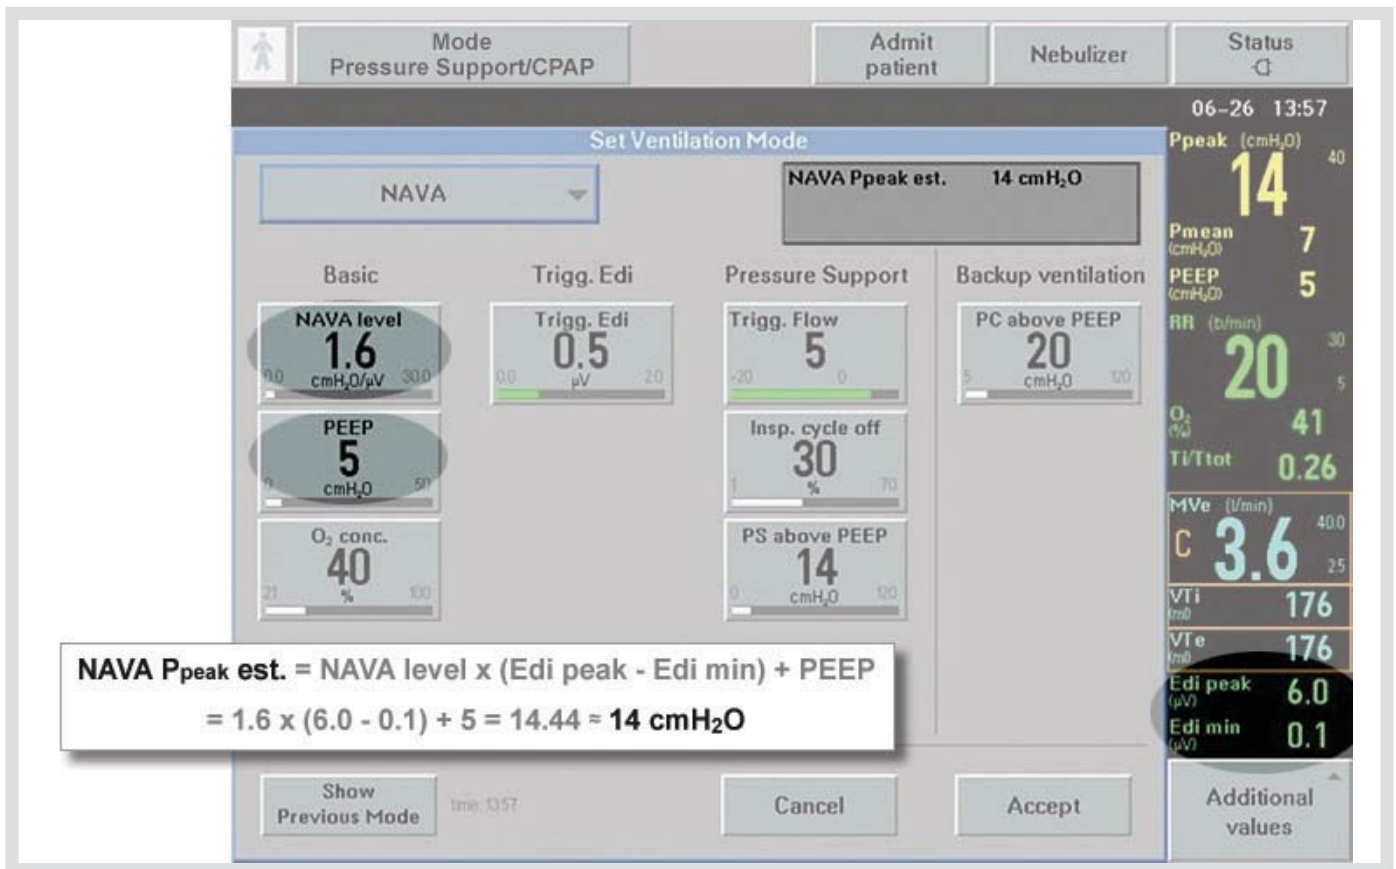 Mode
Pressure Support/CPAP
Admit
patient
Nebulizer
Status
06-26 13:57
Set Ventilation Mode
NAVA
NAVA Ppeak est. 14 cmH₂O
Basic
Trigg. Edi
Pressure Support
Backup ventilation
NAVA level
1.6
0.0 cmH₂O/µV 30.0
Trigg. Edi
0.5
0.0 µV 2.0
Trigg. Flow
5
-20 0
PC above PEEP
20
5 cmH₂O 120
PEEP
5
0 cmH₂O 50
Insp. cycle off
30
1 % 70
O₂ conc.
40
21 % 100
PS above PEEP
14
0 cmH₂O 120
NAVA Ppeak est. = NAVA level x (Edi peak - Edi min) + PEEP
= 1.6 x (6.0 - 0.1) + 5 = 14.44 ≈ 14 cmH₂O
Show
Previous Mode
time: 13:57
Cancel
Accept
Ppeak (cmH₂O)
14 40
Pmean
(cmH₂O) 7
PEEP
(cmH₂O) 5
RR (b/min)
20 30
5
O₂
(%) 41
Ti/Ttot 0.26
MVe (l/min)
C 3.6 40.0
2.5
VTi
(ml) 176
VTe
(ml) 176
Edi peak
(µV) 6.0
Edi min
(µV) 0.1
Additional
values